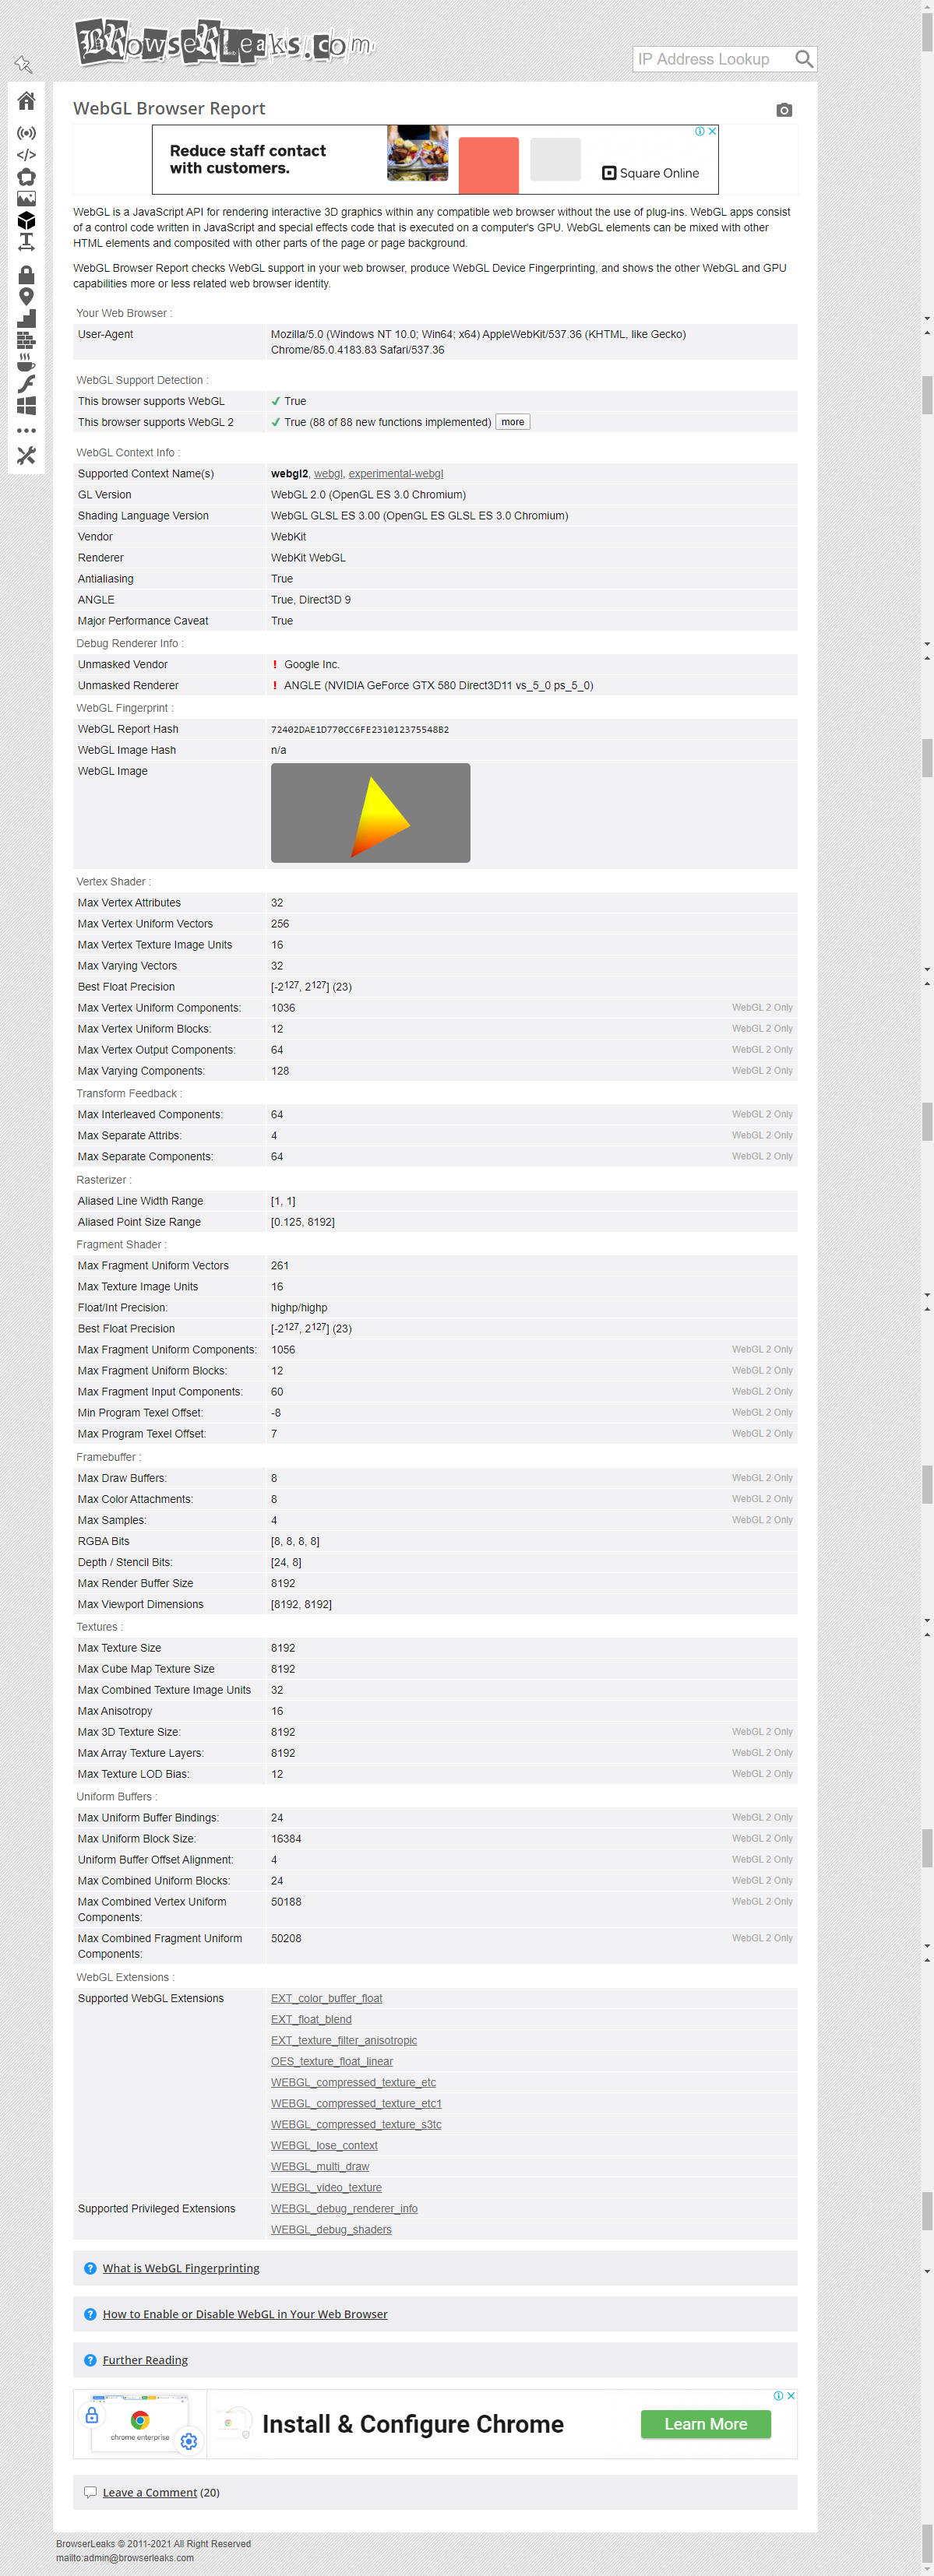 BrowserLeaks.com
IP Address Lookup
WebGL Browser Report
Reduce staff contact
with customers.
Square Online
WebGL is a JavaScript API for rendering interactive 3D graphics within any compatible web browser without the use of plug-ins. WebGL apps consist
of a control code written in JavaScript and special effects code that is executed on a computer's GPU. WebGL elements can be mixed with other
HTML elements and composited with other parts of the page or page background.
WebGL Browser Report checks WebGL support in your web browser, produce WebGL Device Fingerprinting, and shows the other WebGL and GPU
capabilities more or less related web browser identity.
Your Web Browser :
User-Agent Mozilla/5.0 (Windows NT 10.0; Win64; x64) AppleWebKit/537.36 (KHTML, like Gecko)
Chrome/85.0.4183.83 Safari/537.36
WebGL Support Detection :
This browser supports WebGL ✔ True
This browser supports WebGL 2 ✔ True (88 of 88 new functions implemented) more
WebGL Context Info :
Supported Context Name(s) webgl2, webgl, experimental-webgl
GL Version WebGL 2.0 (OpenGL ES 3.0 Chromium)
Shading Language Version WebGL GLSL ES 3.00 (OpenGL ES GLSL ES 3.0 Chromium)
Vendor WebKit
Renderer WebKit WebGL
Antialiasing True
ANGLE True, Direct3D 9
Major Performance Caveat True
Debug Renderer Info :
Unmasked Vendor ! Google Inc.
Unmasked Renderer ! ANGLE (NVIDIA GeForce GTX 580 Direct3D11 vs_5_0 ps_5_0)
WebGL Fingerprint :
WebGL Report Hash 72402DAE1D770CC6FE231012375548B2
WebGL Image Hash n/a
WebGL Image
Vertex Shader :
Max Vertex Attributes 32
Max Vertex Uniform Vectors 256
Max Vertex Texture Image Units 16
Max Varying Vectors 32
Best Float Precision [-2¹²⁷, 2¹²⁷] (23)
Max Vertex Uniform Components: 1036 WebGL 2 Only
Max Vertex Uniform Blocks: 12 WebGL 2 Only
Max Vertex Output Components: 64 WebGL 2 Only
Max Varying Components: 128 WebGL 2 Only
Transform Feedback :
Max Interleaved Components: 64 WebGL 2 Only
Max Separate Attribs: 4 WebGL 2 Only
Max Separate Components: 64 WebGL 2 Only
Rasterizer :
Aliased Line Width Range [1, 1]
Aliased Point Size Range [0.125, 8192]
Fragment Shader :
Max Fragment Uniform Vectors 261
Max Texture Image Units 16
Float/Int Precision: highp/highp
Best Float Precision [-2¹²⁷, 2¹²⁷] (23)
Max Fragment Uniform Components: 1056 WebGL 2 Only
Max Fragment Uniform Blocks: 12 WebGL 2 Only
Max Fragment Input Components: 60 WebGL 2 Only
Min Program Texel Offset: -8 WebGL 2 Only
Max Program Texel Offset: 7 WebGL 2 Only
Framebuffer :
Max Draw Buffers: 8 WebGL 2 Only
Max Color Attachments: 8 WebGL 2 Only
Max Samples: 4 WebGL 2 Only
RGBA Bits [8, 8, 8, 8]
Depth / Stencil Bits: [24, 8]
Max Render Buffer Size 8192
Max Viewport Dimensions [8192, 8192]
Textures :
Max Texture Size 8192
Max Cube Map Texture Size 8192
Max Combined Texture Image Units 32
Max Anisotropy 16
Max 3D Texture Size: 8192 WebGL 2 Only
Max Array Texture Layers: 8192 WebGL 2 Only
Max Texture LOD Bias: 12 WebGL 2 Only
Uniform Buffers :
Max Uniform Buffer Bindings: 24 WebGL 2 Only
Max Uniform Block Size: 16384 WebGL 2 Only
Uniform Buffer Offset Alignment: 4 WebGL 2 Only
Max Combined Uniform Blocks: 24 WebGL 2 Only
Max Combined Vertex Uniform 50188 WebGL 2 Only
Components:
Max Combined Fragment Uniform 50208 WebGL 2 Only
Components:
WebGL Extensions :
Supported WebGL Extensions EXT_color_buffer_float
EXT_float_blend
EXT_texture_filter_anisotropic
OES_texture_float_linear
WEBGL_compressed_texture_etc
WEBGL_compressed_texture_etc1
WEBGL_compressed_texture_s3tc
WEBGL_lose_context
WEBGL_multi_draw
WEBGL_video_texture
Supported Privileged Extensions WEBGL_debug_renderer_info
WEBGL_debug_shaders
What is WebGL Fingerprinting
How to Enable or Disable WebGL in Your Web Browser
Further Reading
chrome enterprise
Install & Configure Chrome
Learn More
Leave a Comment (20)
BrowserLeaks © 2011-2021 All Right Reserved
mailto:admin@browserleaks.com